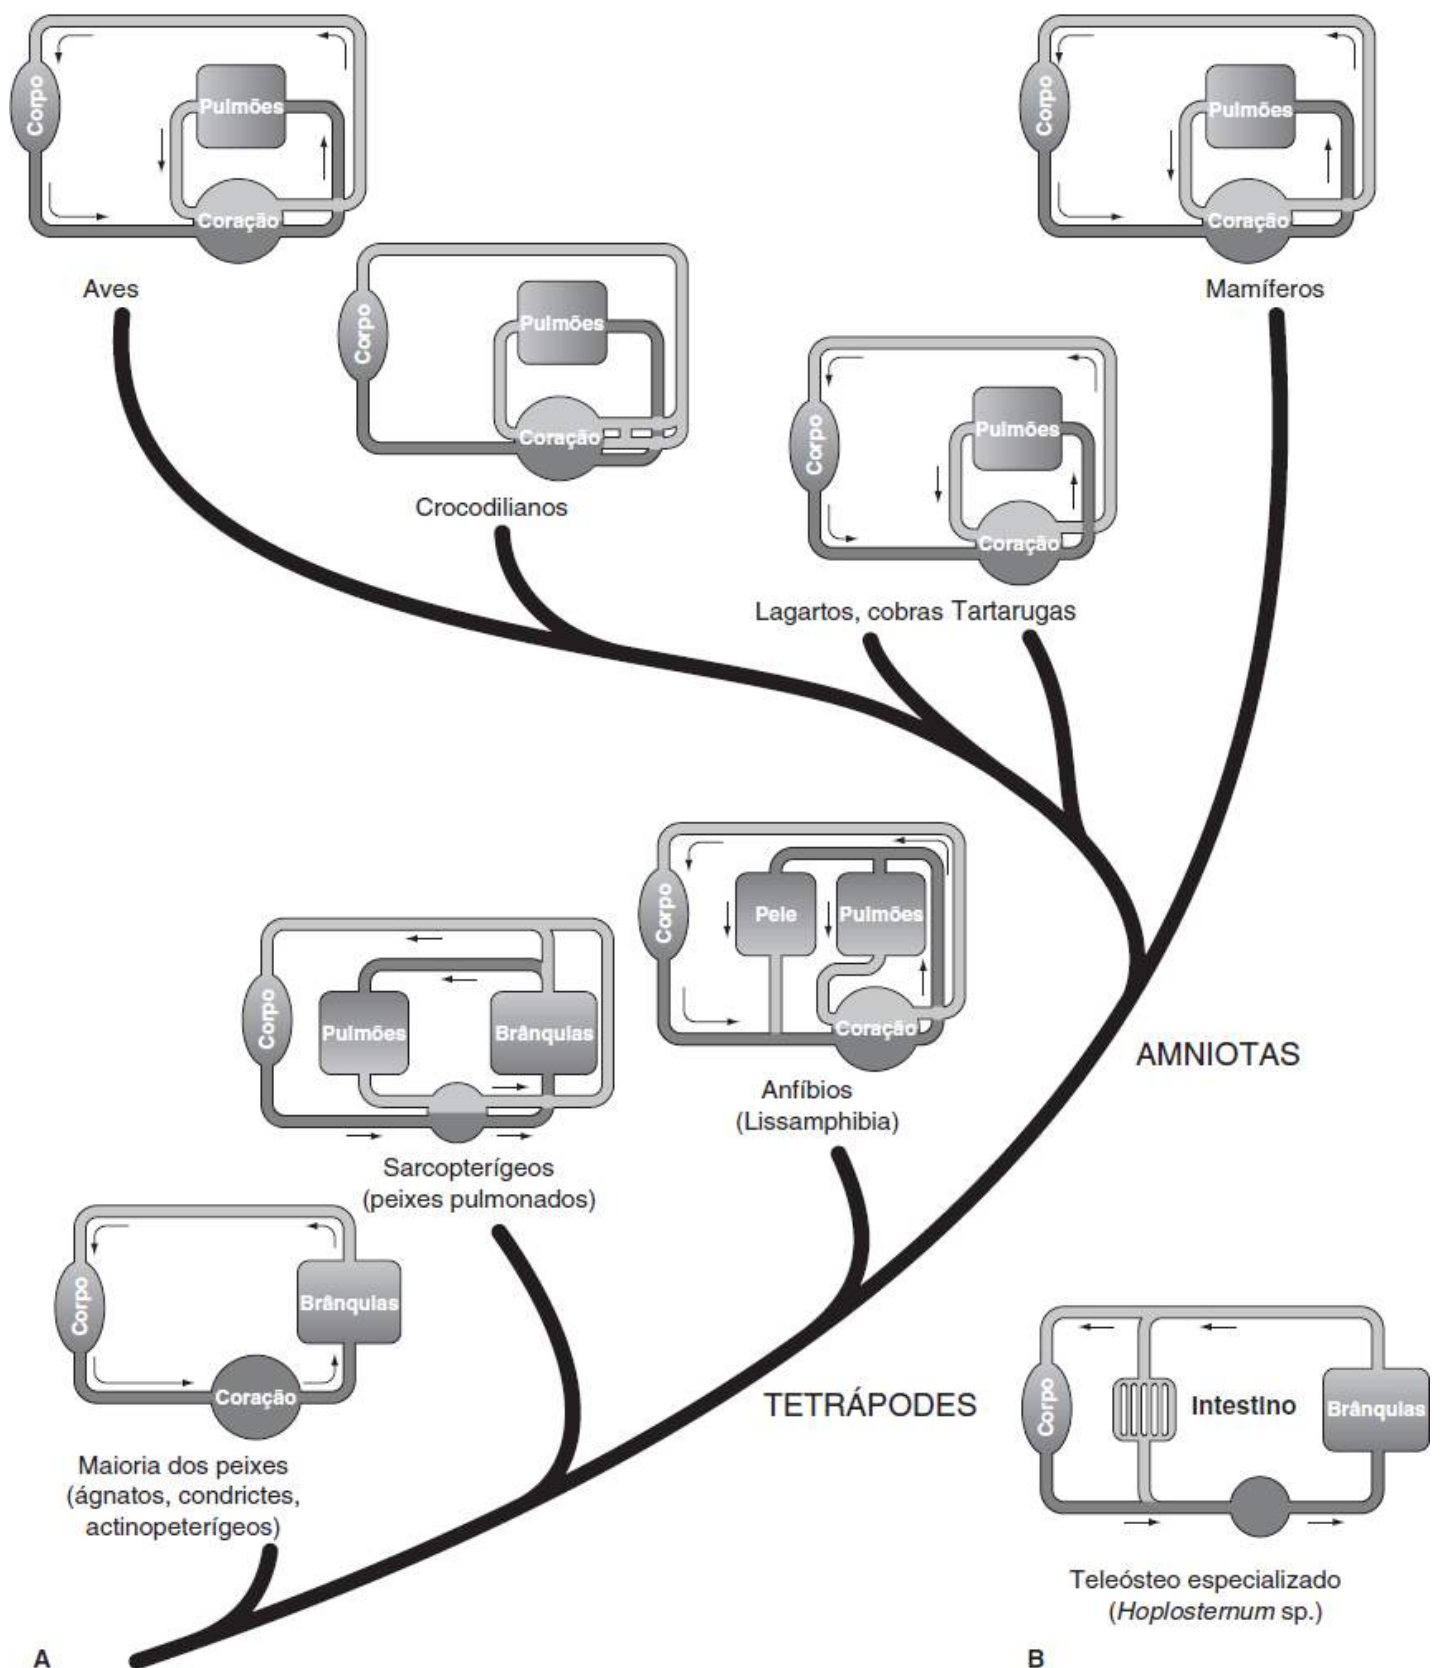 Corpo
Pulmões
Coração
Aves
Corpo
Pulmões
Coração
Mamíferos
Corpo
Pulmões
Coração
Crocodilianos
Corpo
Pulmões
Coração
Lagartos, cobras Tartarugas
Corpo
Pele
Pulmões
Coração
Anfíbios
(Lissamphibia)
AMNIOTAS
Corpo
Pulmões
Brânquias
Sarcopterígeos
(peixes pulmonados)
Corpo
Brânquias
Coração
Maioria dos peixes
(ágnatos, condrictes,
actinopeterígeos)
TETRÁPODES
Corpo
Intestino
Brânquias
Teleósteo especializado
(Hoplosternum sp.)
A
B